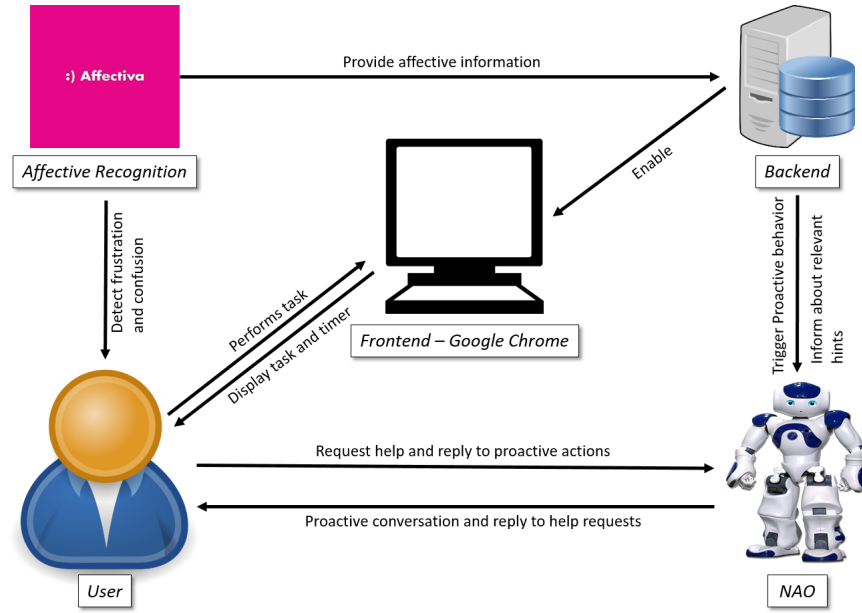 :) Affectiva
Provide affective information
Affective Recognition
Backend
Enable
Detect frustration
and confusion
Trigger Proactive behavior
Inform about relevant
hints
Performs task
Display task and timer
Frontend – Google Chrome
Request help and reply to proactive actions
Proactive conversation and reply to help requests
User
NAO